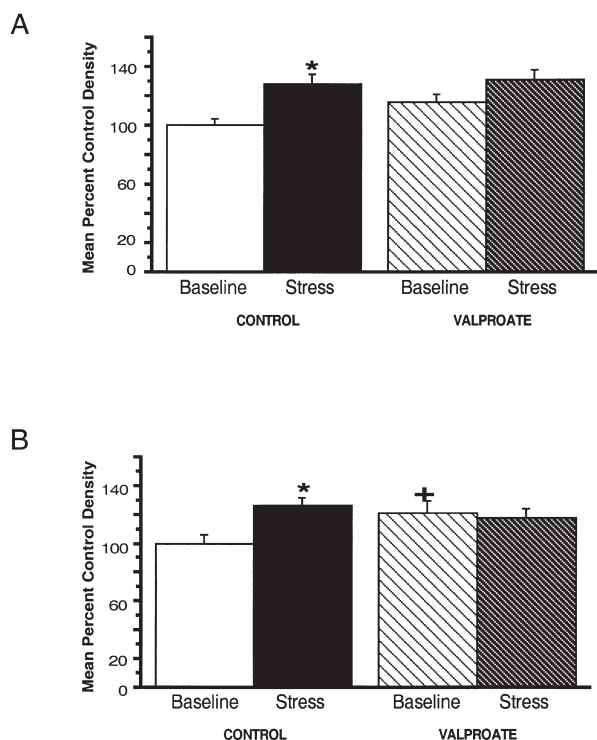 A
Mean Percent Control Density
140
100
60
20
0
*
Baseline Stress Baseline Stress
CONTROL VALPROATE
B
Mean Percent Control Density
140
100
60
20
0
*
+
Baseline Stress Baseline Stress
CONTROL VALPROATE